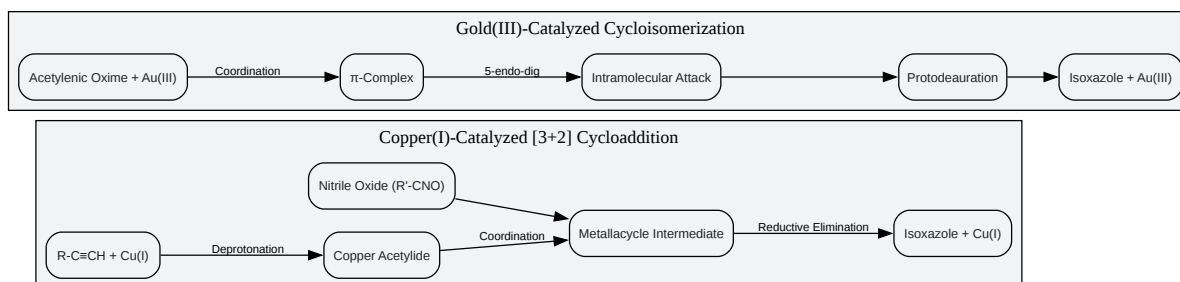 Gold(III)-Catalyzed Cycloisomerization
Acetylenic Oxime + Au(III)
Coordination
π-Complex
5-endo-dig
Intramolecular Attack
Protodeauration
Isoxazole + Au(III)
Copper(I)-Catalyzed [3+2] Cycloaddition
Nitrile Oxide (R'-CNO)
R-C≡CH + Cu(I)
Deprotonation
Copper Acetylide
Coordination
Metallacycle Intermediate
Reductive Elimination
Isoxazole + Cu(I)